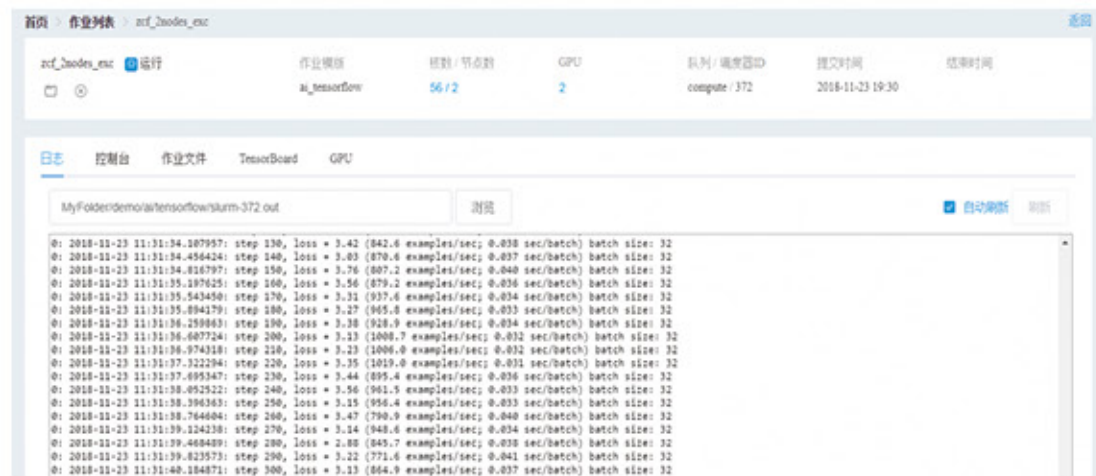 首页 > 作业列表 > zcf_2nodes_exc
返回
zcf_2nodes_exc 运行
作业模版 核数 / 节点数 GPU 队列 / 调度器ID 提交时间 结束时间
ai_tensorflow 56 / 2 2 compute / 372 2018-11-23 19:30
日志 控制台 作业文件 TensorBoard GPU
MyFolder/demo/ai/tensorflow/slurm-372.out 浏览 自动刷新 刷新
0: 2018-11-23 11:31:34.107957: step 130, loss = 3.42 (842.6 examples/sec; 0.038 sec/batch) batch size: 32
0: 2018-11-23 11:31:34.456424: step 140, loss = 3.03 (870.6 examples/sec; 0.037 sec/batch) batch size: 32
0: 2018-11-23 11:31:34.816797: step 150, loss = 3.76 (807.2 examples/sec; 0.040 sec/batch) batch size: 32
0: 2018-11-23 11:31:35.197625: step 160, loss = 3.56 (879.2 examples/sec; 0.036 sec/batch) batch size: 32
0: 2018-11-23 11:31:35.543450: step 170, loss = 3.31 (937.6 examples/sec; 0.034 sec/batch) batch size: 32
0: 2018-11-23 11:31:35.894179: step 180, loss = 3.27 (965.8 examples/sec; 0.033 sec/batch) batch size: 32
0: 2018-11-23 11:31:36.259863: step 190, loss = 3.38 (928.9 examples/sec; 0.034 sec/batch) batch size: 32
0: 2018-11-23 11:31:36.607724: step 200, loss = 3.13 (1008.7 examples/sec; 0.032 sec/batch) batch size: 32
0: 2018-11-23 11:31:36.974318: step 210, loss = 3.23 (1006.0 examples/sec; 0.032 sec/batch) batch size: 32
0: 2018-11-23 11:31:37.322294: step 220, loss = 3.35 (1019.0 examples/sec; 0.031 sec/batch) batch size: 32
0: 2018-11-23 11:31:37.695347: step 230, loss = 3.44 (895.4 examples/sec; 0.036 sec/batch) batch size: 32
0: 2018-11-23 11:31:38.052522: step 240, loss = 3.56 (961.5 examples/sec; 0.033 sec/batch) batch size: 32
0: 2018-11-23 11:31:38.396363: step 250, loss = 3.15 (956.4 examples/sec; 0.033 sec/batch) batch size: 32
0: 2018-11-23 11:31:38.764604: step 260, loss = 3.47 (790.9 examples/sec; 0.040 sec/batch) batch size: 32
0: 2018-11-23 11:31:39.124238: step 270, loss = 3.14 (948.6 examples/sec; 0.034 sec/batch) batch size: 32
0: 2018-11-23 11:31:39.468489: step 280, loss = 2.88 (845.7 examples/sec; 0.038 sec/batch) batch size: 32
0: 2018-11-23 11:31:39.823573: step 290, loss = 3.22 (771.6 examples/sec; 0.041 sec/batch) batch size: 32
0: 2018-11-23 11:31:40.184871: step 300, loss = 3.13 (864.9 examples/sec; 0.037 sec/batch) batch size: 32